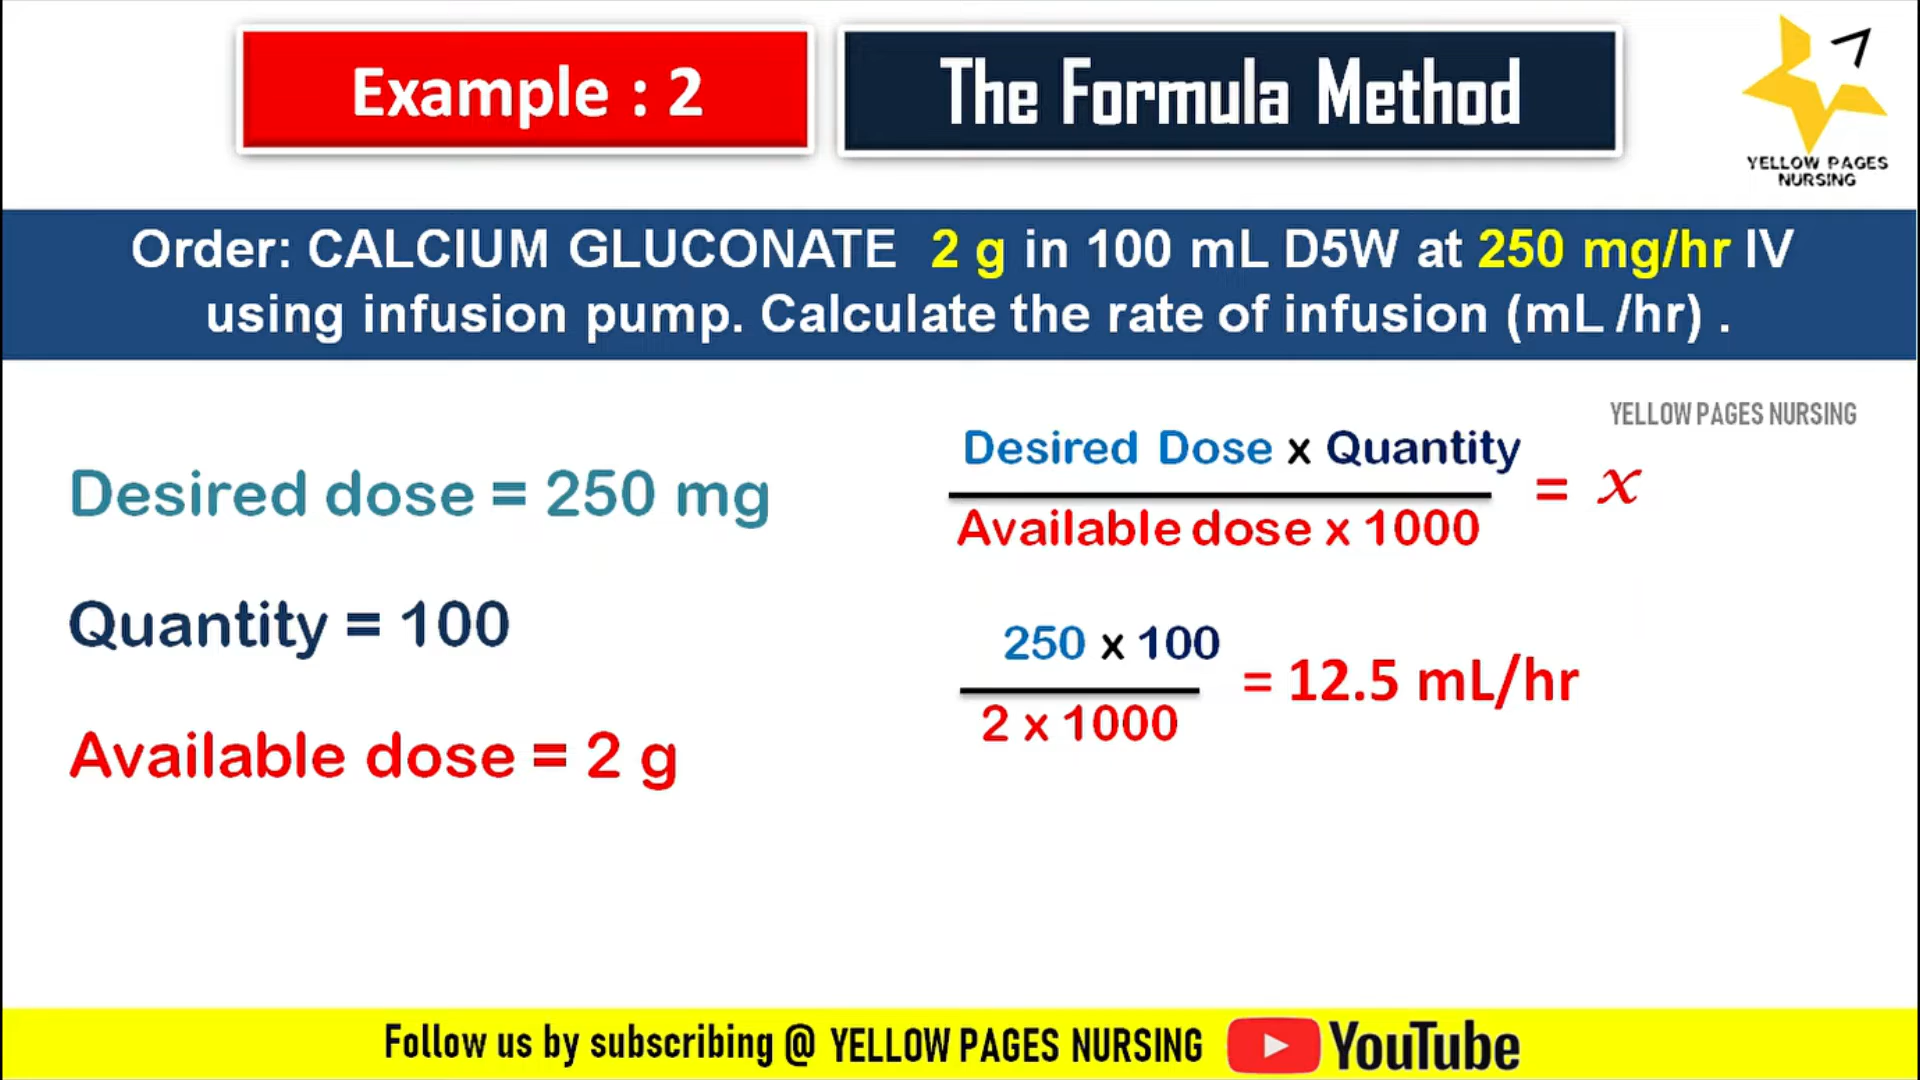 Example : 2
The Formula Method
YELLOW PAGES
NURSING
Order: CALCIUM GLUCONATE 2 g in 100 mL D5W at 250 mg/hr IV
using infusion pump. Calculate the rate of infusion (mL /hr) .
YELLOW PAGES NURSING
Desired dose = 250 mg
Quantity = 100
Available dose = 2 g
Desired Dose x Quantity
Available dose x 1000
= x
250 x 100
2 x 1000
= 12.5 mL/hr
Follow us by subscribing @ YELLOW PAGES NURSING YouTube